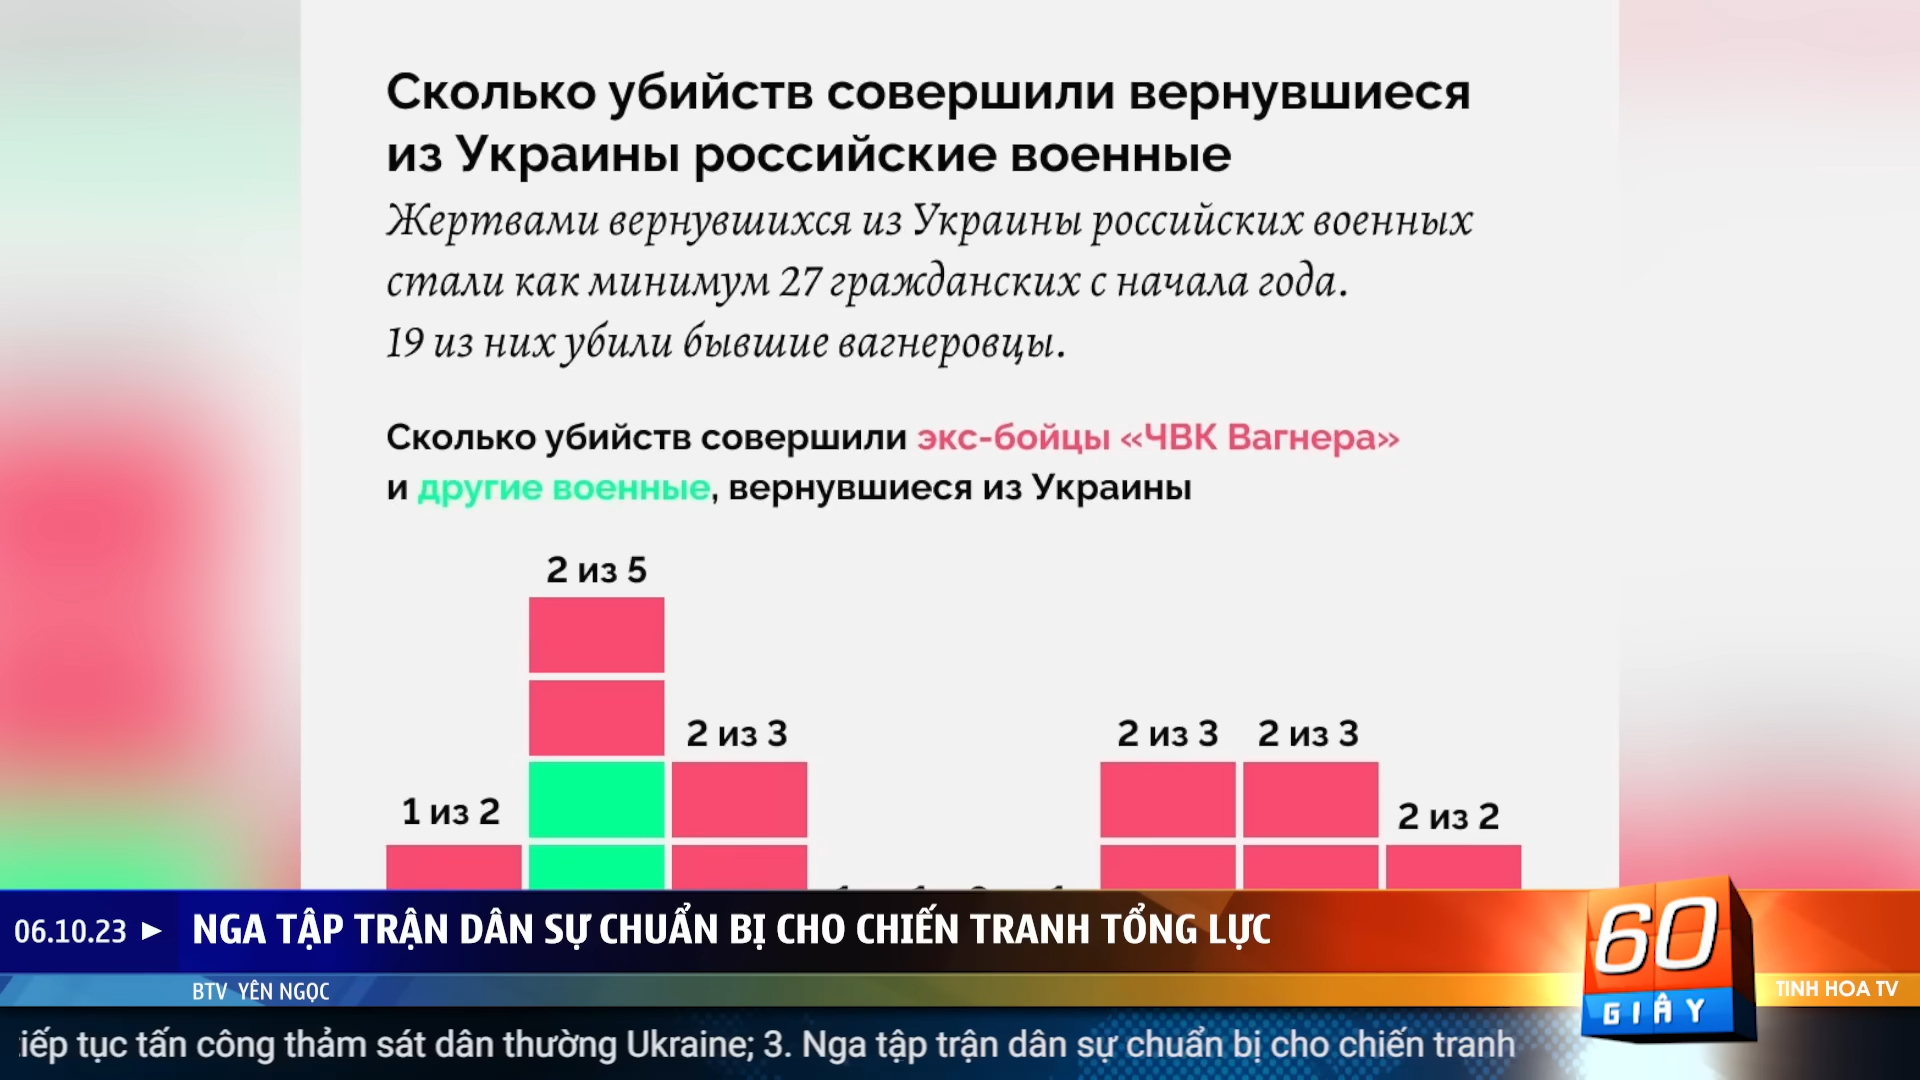 Сколько убийств совершили вернувшиеся
из Украины российские военные
Жертвами вернувшихся из Украины российских военных
стали как минимум 27 гражданских с начала года.
19 из них убили бывшие вагнеровцы.
Сколько убийств совершили экс-бойцы «ЧВК Вагнера»
и другие военные, вернувшиеся из Украины
2 из 5
2 из 3
2 из 3
2 из 3
1 из 2
2 из 2
06.10.23
NGA TẬP TRẬN DÂN SỰ CHUẨN BỊ CHO CHIẾN TRANH TỔNG LỰC
BTV YÊN NGỌC
60
GIÂY
TINH HOA TV
iếp tục tấn công thảm sát dân thường Ukraine; 3. Nga tập trận dân sự chuẩn bị cho chiến tranh